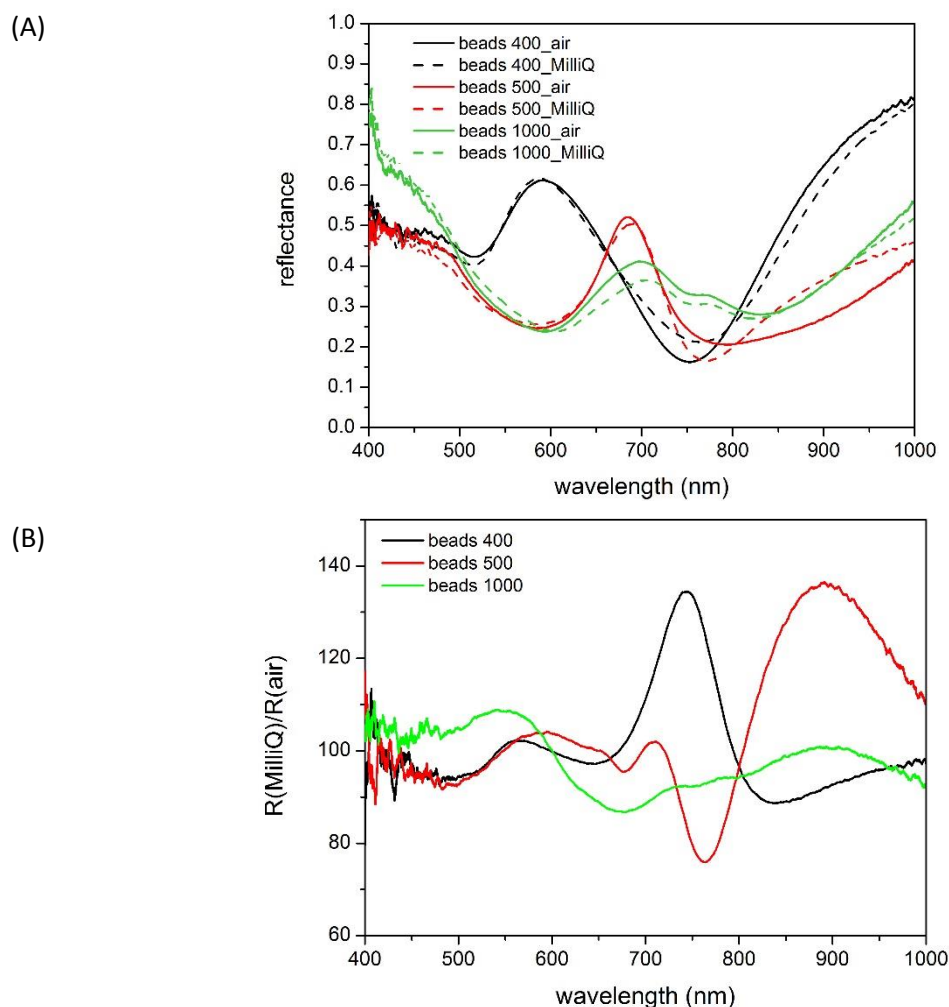 (A)
1.0
0.9
0.8
0.7
0.6
0.5
0.4
0.3
0.2
0.1
0.0
reflectance
beads 400_air
beads 400_MilliQ
beads 500_air
beads 500_MilliQ
beads 1000_air
beads 1000_MilliQ
400 500 600 700 800 900 1000
wavelength (nm)
(B)
140
120
100
80
60
R(MilliQ)/R(air)
beads 400
beads 500
beads 1000
400 500 600 700 800 900 1000
wavelength (nm)